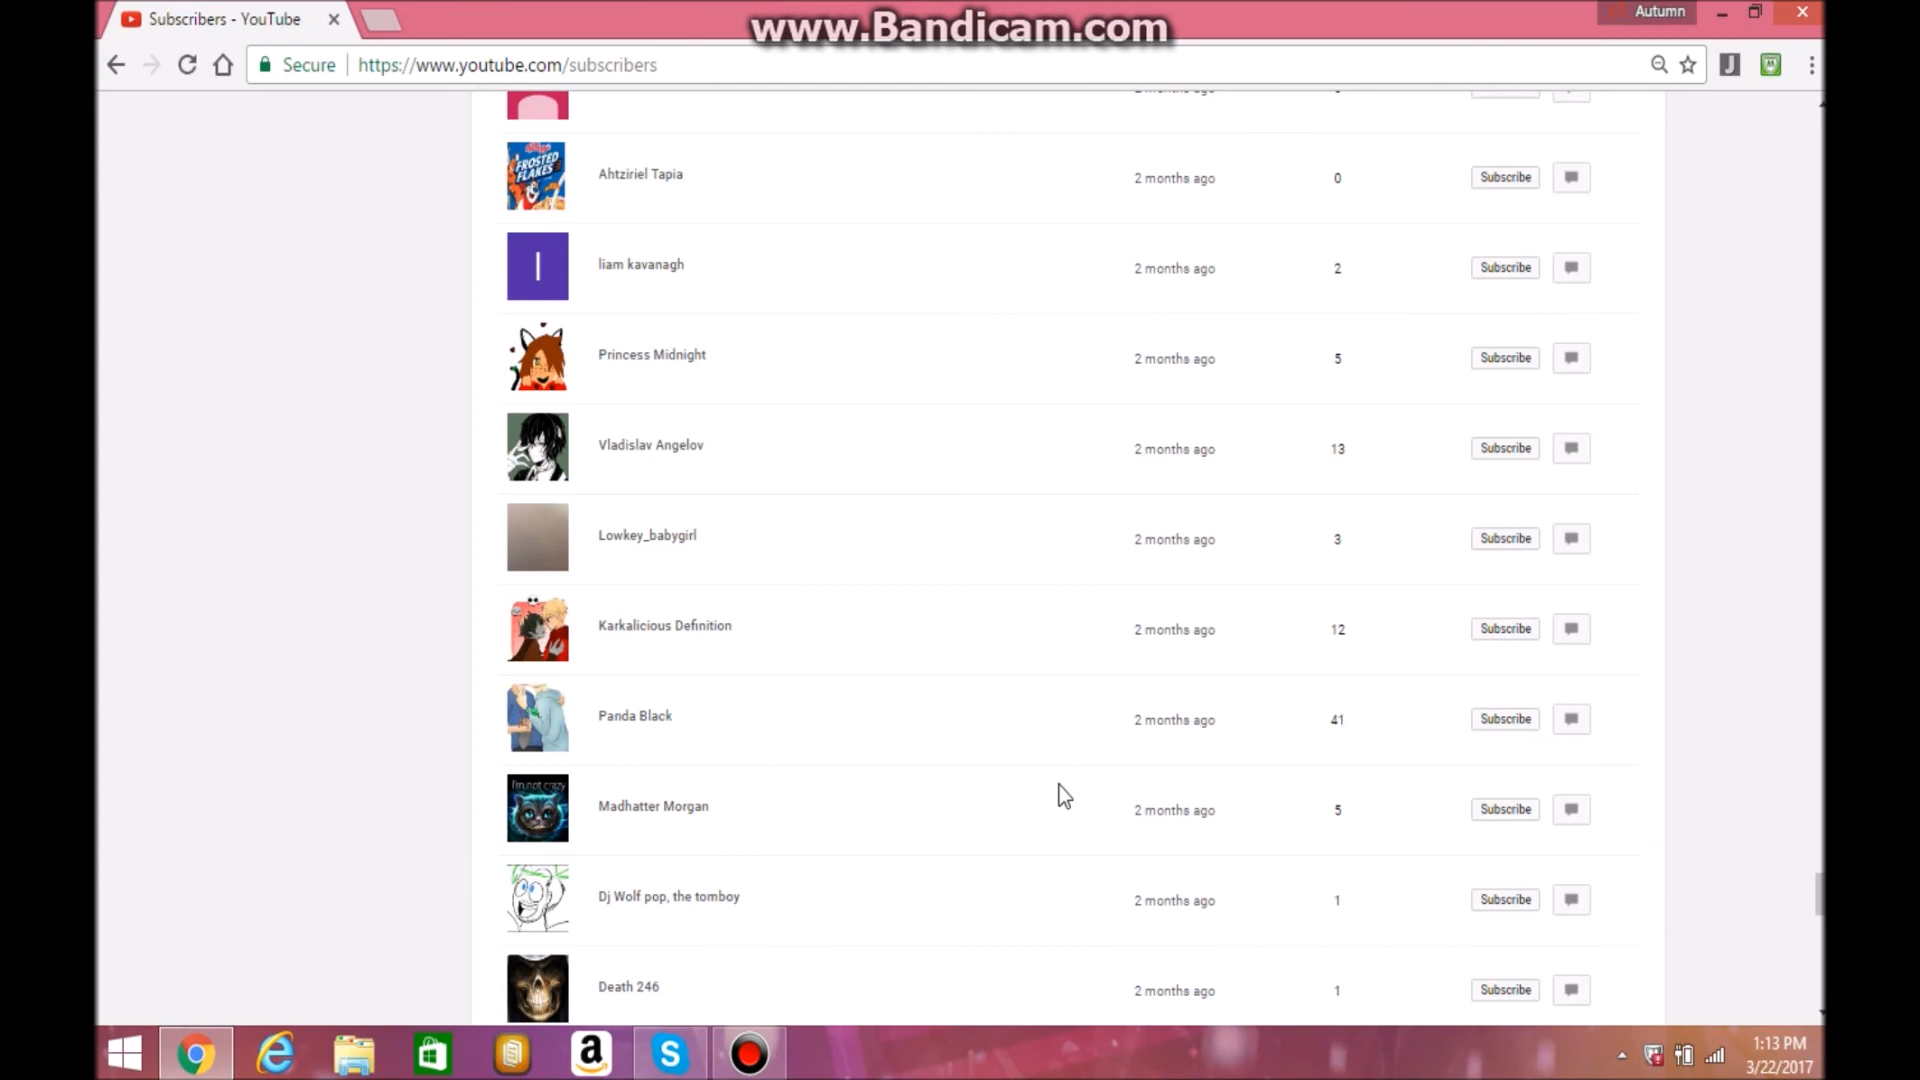 Subscribers - YouTube
www.Bandicam.com
Autumn
Secure https://www.youtube.com/subscribers
FROSTED FLAKES
Ahtziriel Tapia 2 months ago 0 Subscribe
l
liam kavanagh 2 months ago 2 Subscribe
Princess Midnight 2 months ago 5 Subscribe
Vladislav Angelov 2 months ago 13 Subscribe
Lowkey_babygirl 2 months ago 3 Subscribe
Karkalicious Definition 2 months ago 12 Subscribe
Panda Black 2 months ago 41 Subscribe
I'm not crazy
Madhatter Morgan 2 months ago 5 Subscribe
Dj Wolf pop, the tomboy 2 months ago 1 Subscribe
Death 246 2 months ago 1 Subscribe
1:13 PM
3/22/2017